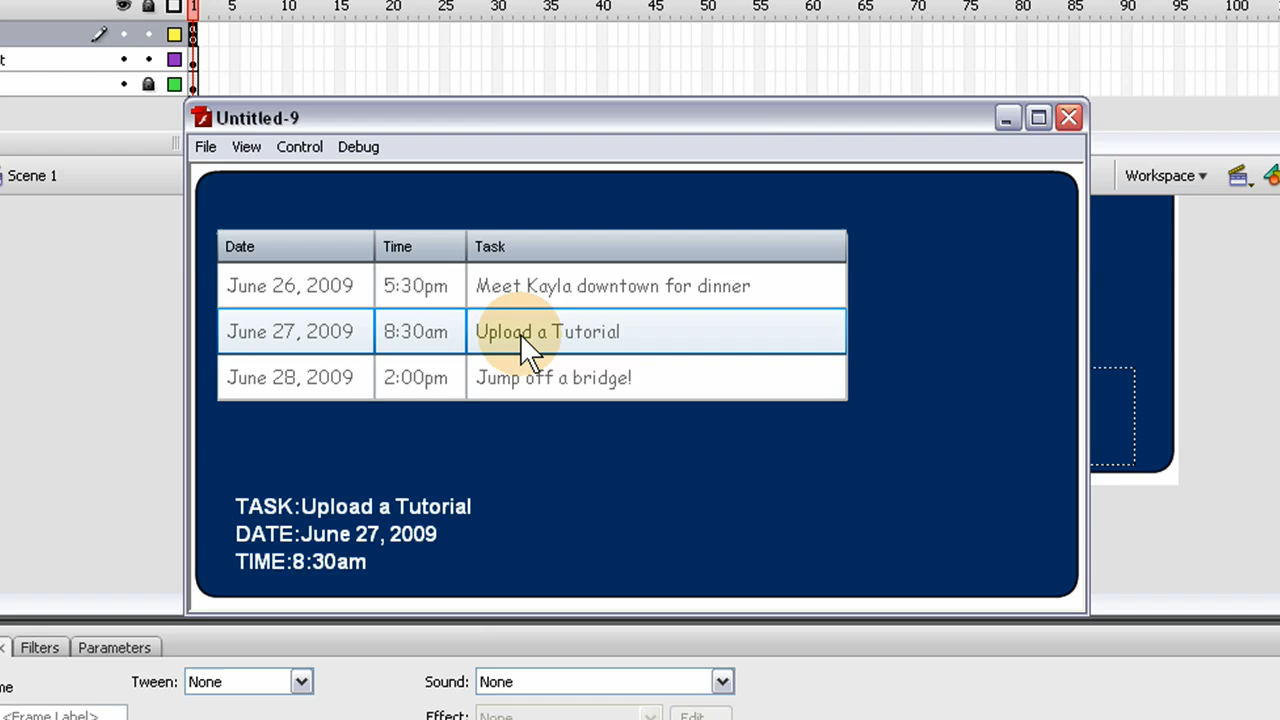 1 5 10 15 20 25 30 35 40 45 50 55 60 65 70 75 80 85 90 95 100
t
Untitled-9
File View Control Debug
Scene 1
Workspace
Date Time Task
June 26, 2009 5:30pm Meet Kayla downtown for dinner
June 27, 2009 8:30am Upload a Tutorial
June 28, 2009 2:00pm Jump off a bridge!
TASK:Upload a Tutorial
DATE:June 27, 2009
TIME:8:30am
Filters Parameters
me Tween: None Sound: None
<Frame Label> Effect: None Edit...